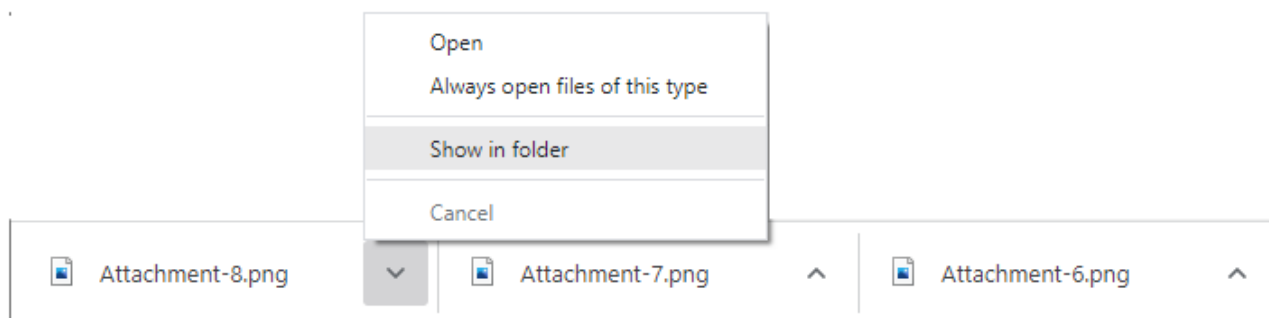 Open
Always open files of this type
Show in folder
Cancel
Attachment-8.png
Attachment-7.png
Attachment-6.png